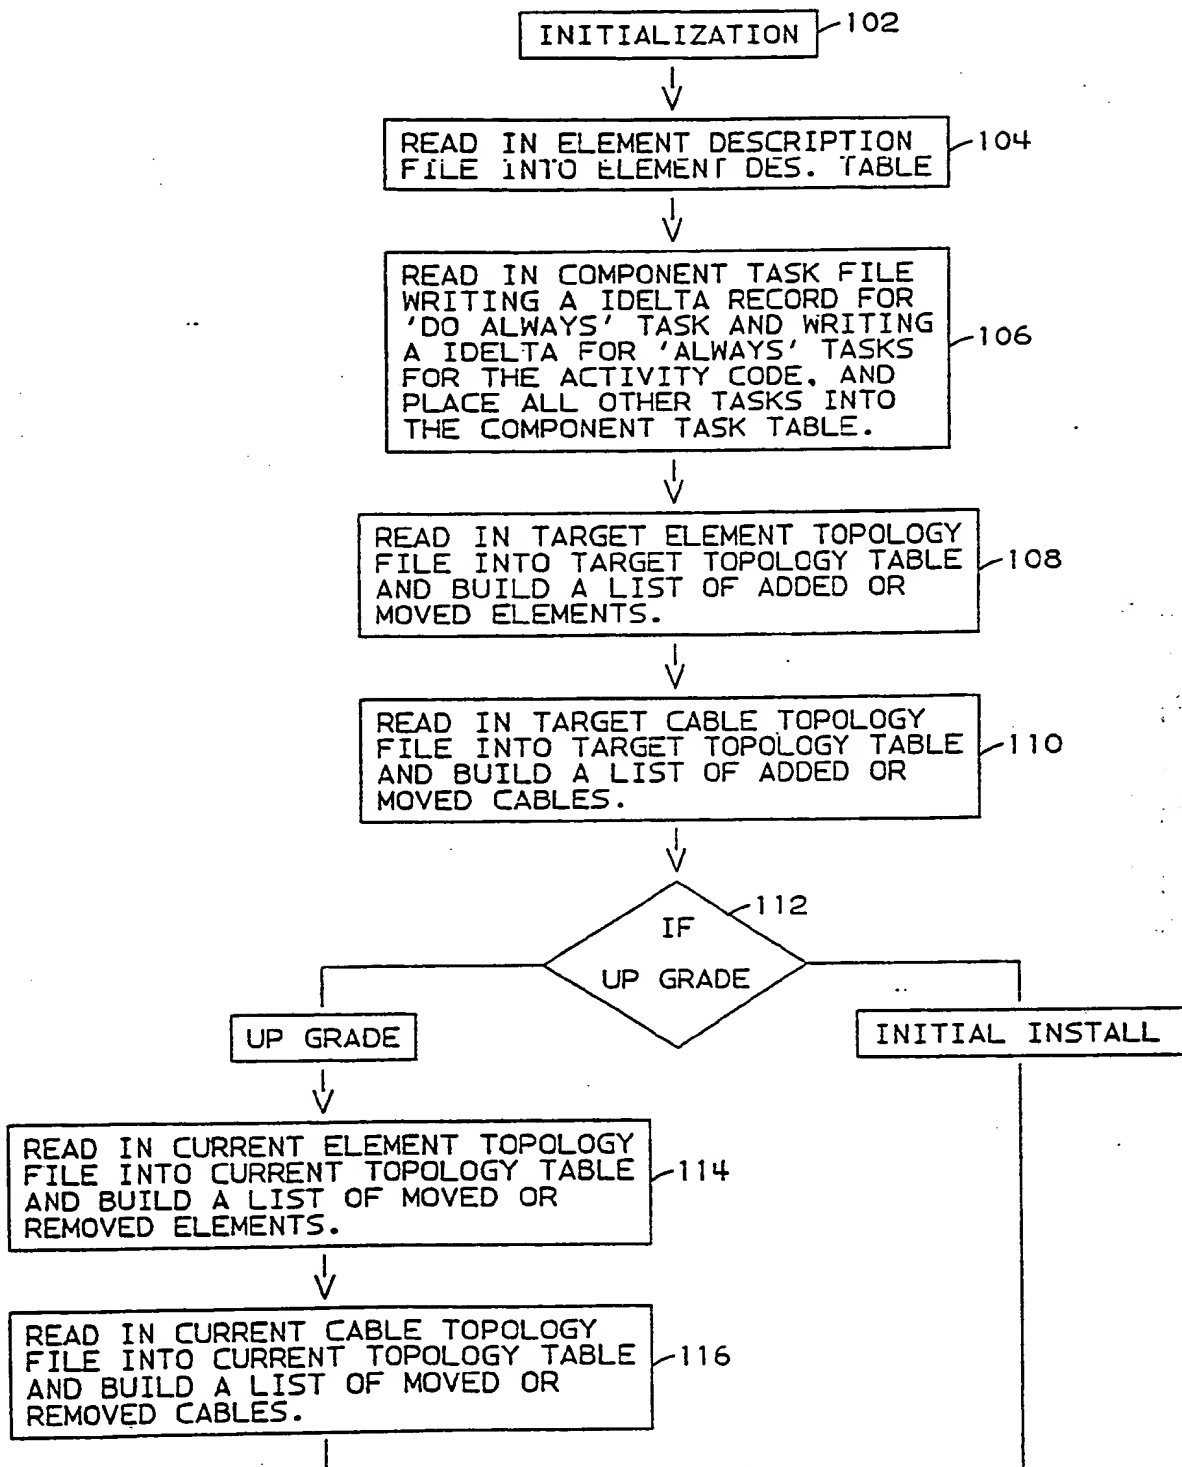 INITIALIZATION
102
READ IN ELEMENT DESCRIPTION
FILE INTO ELEMENT DES. TABLE
104
READ IN COMPONENT TASK FILE
WRITING A IDELTA RECORD FOR
'DO ALWAYS' TASK AND WRITING
A IDELTA FOR 'ALWAYS' TASKS
FOR THE ACTIVITY CODE, AND
PLACE ALL OTHER TASKS INTO
THE COMPONENT TASK TABLE.
106
READ IN TARGET ELEMENT TOPOLOGY
FILE INTO TARGET TOPOLOGY TABLE
AND BUILD A LIST OF ADDED OR
MOVED ELEMENTS.
108
READ IN TARGET CABLE TOPOLOGY
FILE INTO TARGET TOPOLOGY TABLE
AND BUILD A LIST OF ADDED OR
MOVED CABLES.
110
112
IF
UP GRADE
UP GRADE
INITIAL INSTALL
READ IN CURRENT ELEMENT TOPOLOGY
FILE INTO CURRENT TOPOLOGY TABLE
AND BUILD A LIST OF MOVED OR
REMOVED ELEMENTS.
114
READ IN CURRENT CABLE TOPOLOGY
FILE INTO CURRENT TOPOLOGY TABLE
AND BUILD A LIST OF MOVED OR
REMOVED CABLES.
116